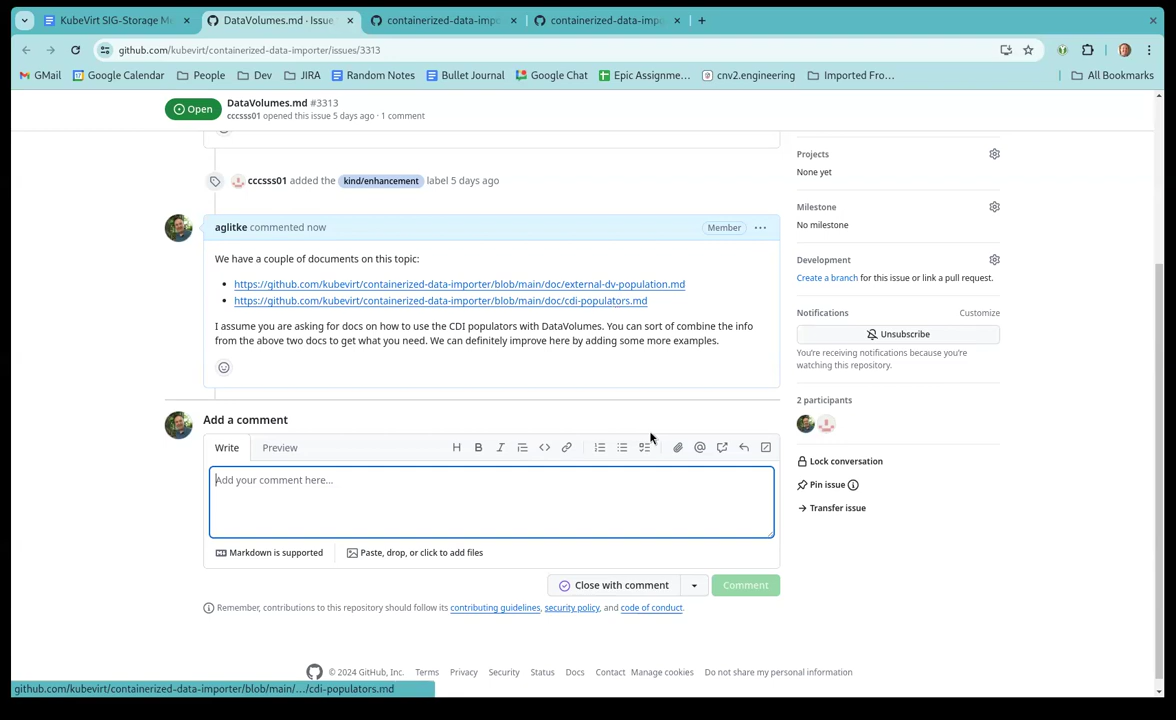 KubeVirt SIG-Storage M
DataVolumes.md · Issue
containerized-data-impo
containerized-data-impo
github.com/kubevirt/containerized-data-importer/issues/3313
GMail
Google Calendar
People
Dev
JIRA
Random Notes
Bullet Journal
Google Chat
Epic Assignme...
cnv2.engineering
Imported Fro...
All Bookmarks
Open
DataVolumes.md #3313
cccsss01 opened this issue 5 days ago · 1 comment
cccsss01 added the kind/enhancement label 5 days ago
aglitke commented now
Member
We have a couple of documents on this topic:
• https://github.com/kubevirt/containerized-data-importer/blob/main/doc/external-dv-population.md
• https://github.com/kubevirt/containerized-data-importer/blob/main/doc/cdi-populators.md
I assume you are asking for docs on how to use the CDI populators with DataVolumes. You can sort of combine the info
from the above two docs to get what you need. We can definitely improve here by adding some more examples.
Add a comment
Write
Preview
Add your comment here...
Markdown is supported
Paste, drop, or click to add files
Close with comment
Comment
Remember, contributions to this repository should follow its contributing guidelines, security policy, and code of conduct.
Projects
None yet
Milestone
No milestone
Development
Create a branch for this issue or link a pull request.
Notifications
Customize
Unsubscribe
You're receiving notifications because you're
watching this repository.
2 participants
Lock conversation
Pin issue
Transfer issue
© 2024 GitHub, Inc.
Terms
Privacy
Security
Status
Docs
Contact
Manage cookies
Do not share my personal information
github.com/kubevirt/containerized-data-importer/blob/main/.../cdi-populators.md